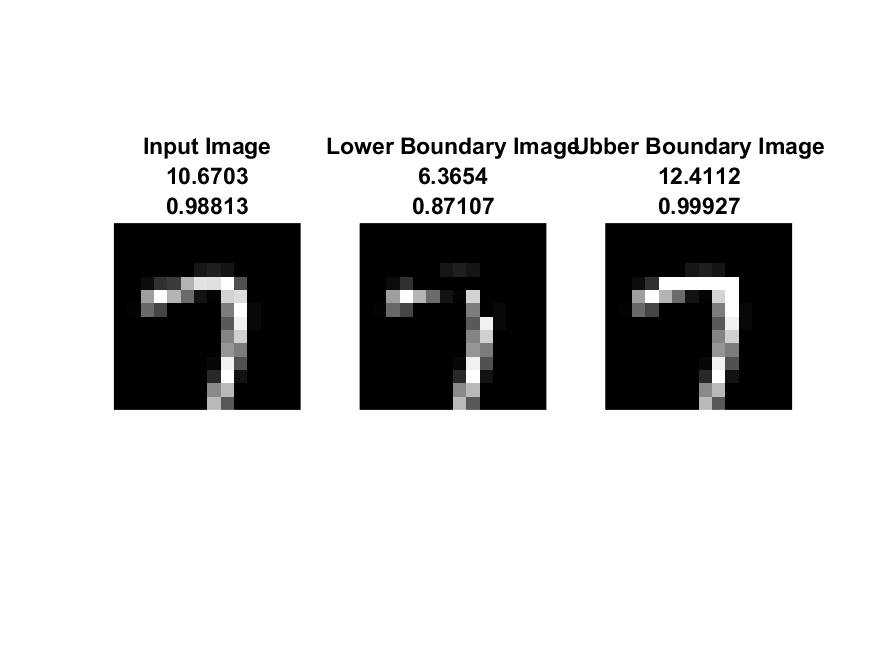 Input Image
10.6703
0.98813
Lower Boundary Image
6.3654
0.87107
Ubber Boundary Image
12.4112
0.99927